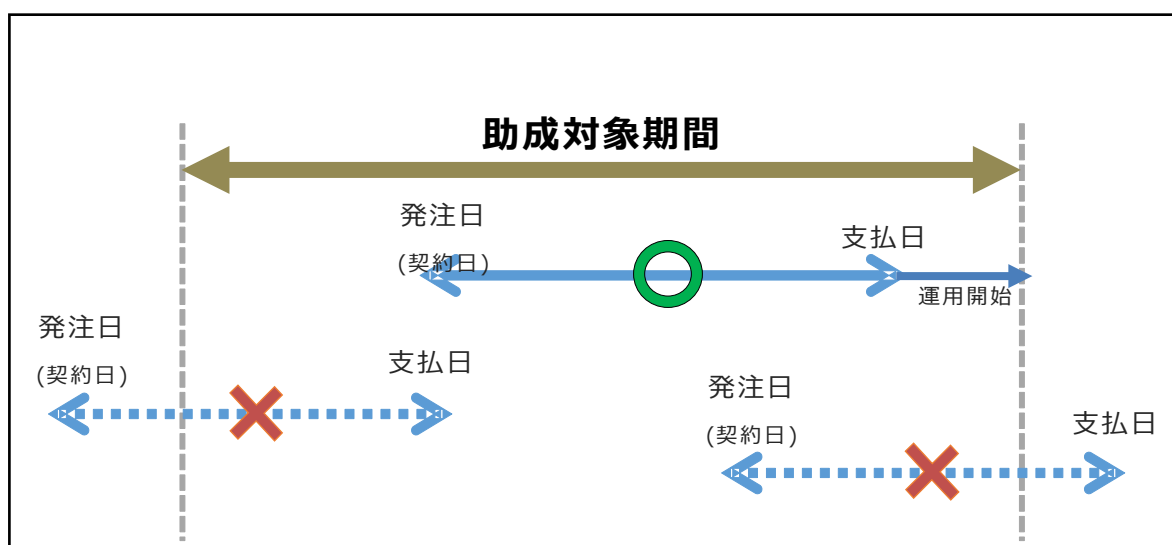 助成対象期間
発注日
(契約日)
支払日
運用開始
発注日
(契約日)
支払日
発注日
(契約日)
支払日